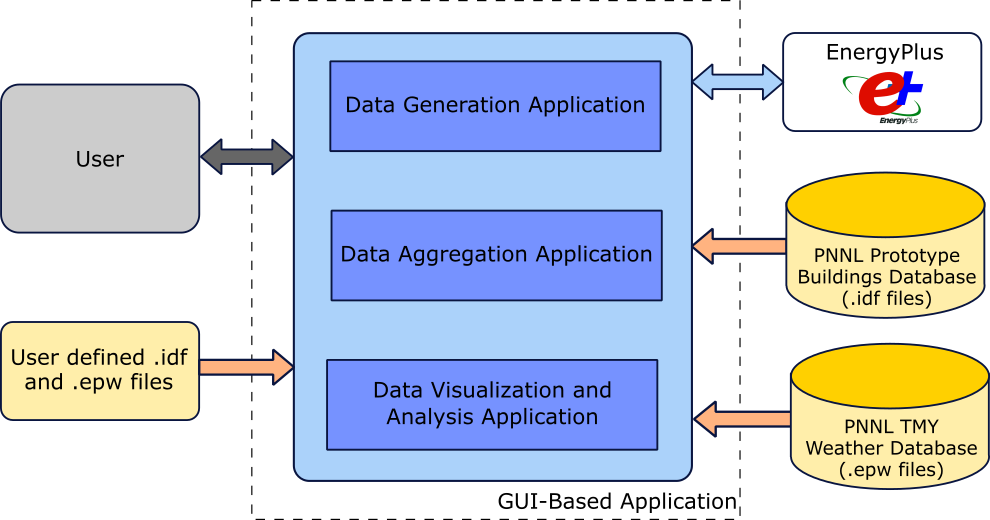 User
User defined .idf
and .epw files
Data Generation Application
Data Aggregation Application
Data Visualization and
Analysis Application
GUI-Based Application
EnergyPlus
e+
EnergyPlus
PNNL Prototype
Buildings Database
(.idf files)
PNNL TMY
Weather Database
(.epw files)